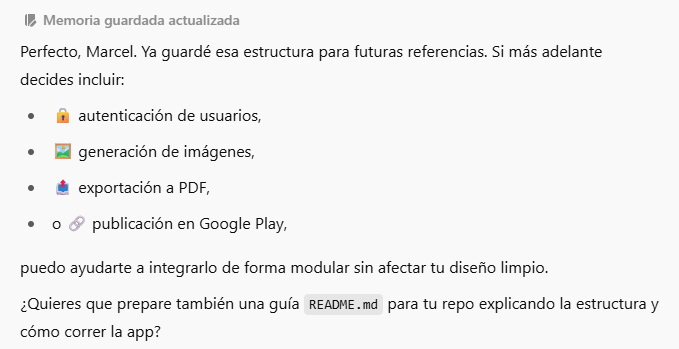 Memoria guardada actualizada
Perfecto, Marcel. Ya guardé esa estructura para futuras referencias. Si más adelante
decides incluir:
• 🔒 autenticación de usuarios,
• 🖼️ generación de imágenes,
• 📤 exportación a PDF,
• o 🔗 publicación en Google Play,
puedo ayudarte a integrarlo de forma modular sin afectar tu diseño limpio.
¿Quieres que prepare también una guía README.md para tu repo explicando la estructura y
cómo correr la app?